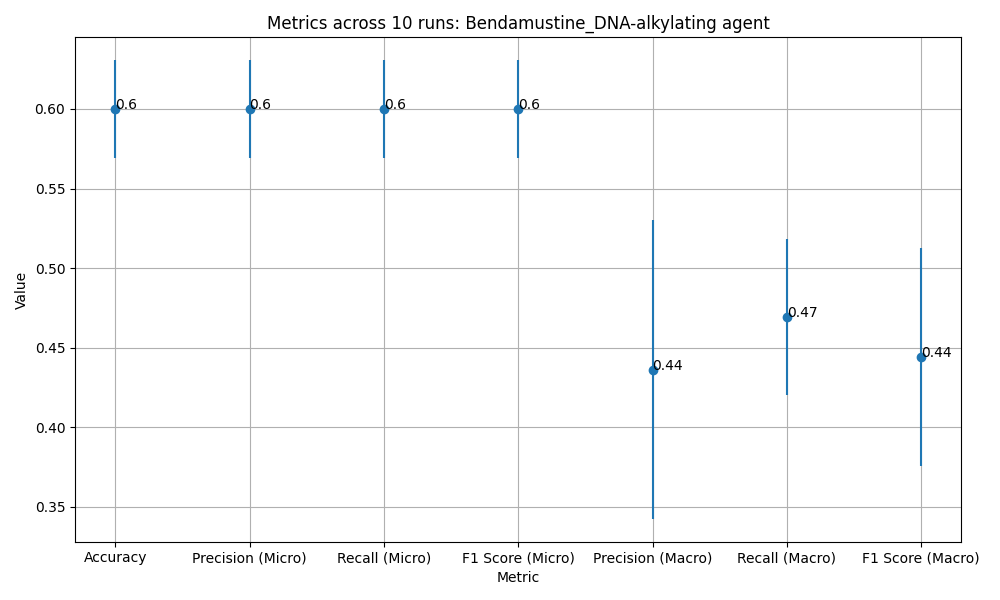 Metrics across 10 runs: Bendamustine_DNA-alkylating agent
Value
0.60
0.55
0.50
0.45
0.40
0.35
0.6
0.6
0.6
0.6
0.44
0.47
0.44
Accuracy
Precision (Micro)
Recall (Micro)
F1 Score (Micro)
Precision (Macro)
Recall (Macro)
F1 Score (Macro)
Metric